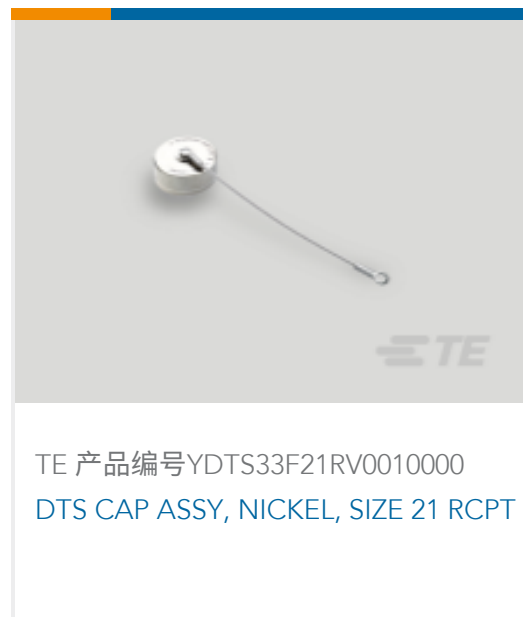 TE
TE 产品编号YDTS33F21RV0010000
DTS CAP ASSY, NICKEL, SIZE 21 RCPT